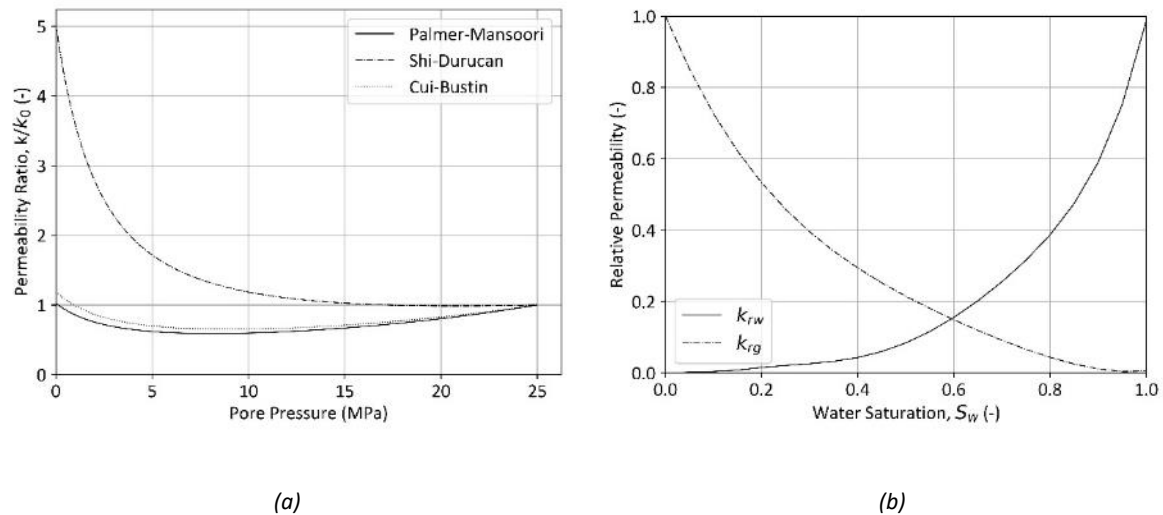 5
4
3
2
1
0
Permeability Ratio, k/k0 (-)
Palmer-Mansoori
Shi-Durucan
Cui-Bustin
0 5 10 15 20 25
Pore Pressure (MPa)
(a)
1.0
0.8
0.6
0.4
0.2
0.0
Relative Permeability (-)
krw
krg
0.0 0.2 0.4 0.6 0.8 1.0
Water Saturation, Sw (-)
(b)